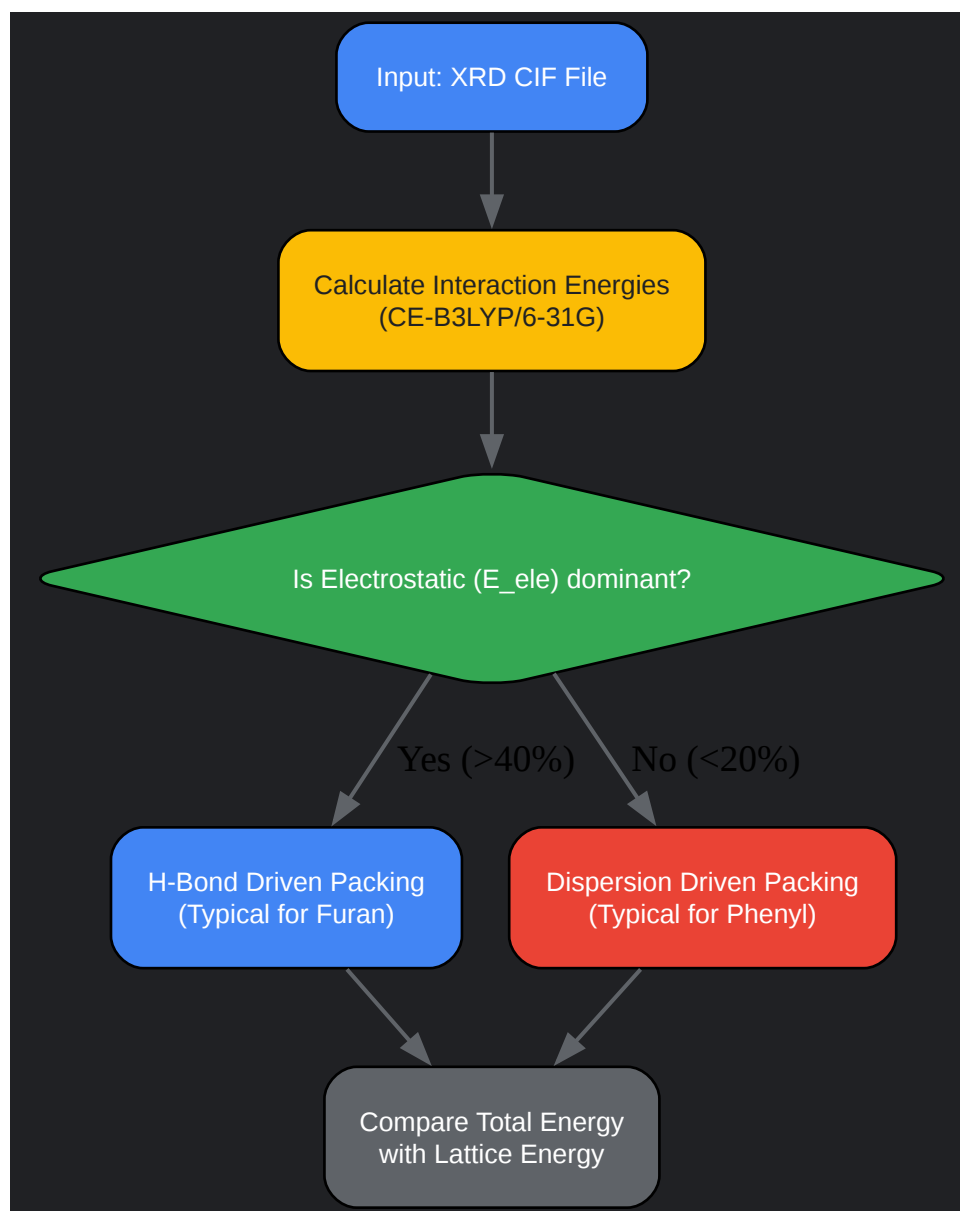 Input: XRD CIF File
Calculate Interaction Energies
(CE-B3LYP/6-31G)
Is Electrostatic (E_ele) dominant?
Yes (>40%)
No (<20%)
H-Bond Driven Packing
(Typical for Furan)
Dispersion Driven Packing
(Typical for Phenyl)
Compare Total Energy
with Lattice Energy